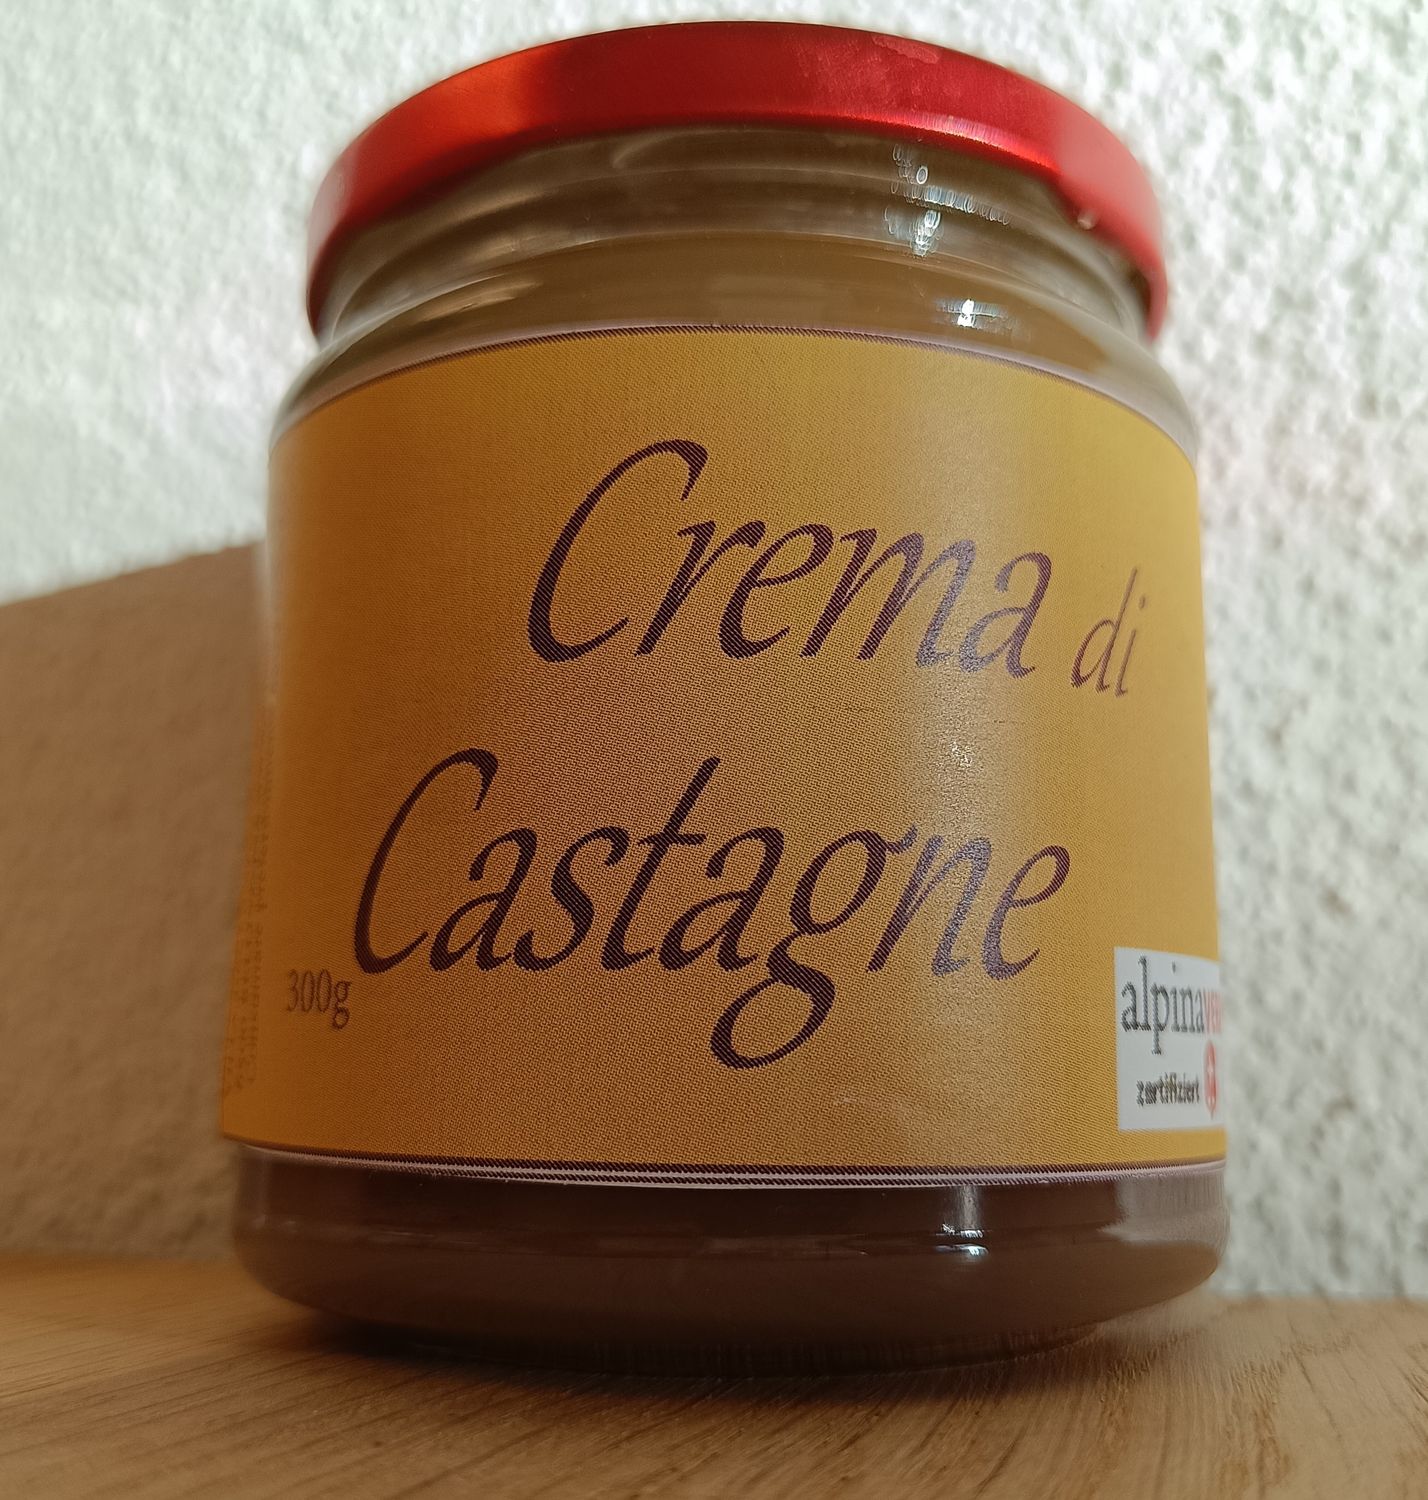 Crema di
Castagne
300g
alpina
zertifiziert